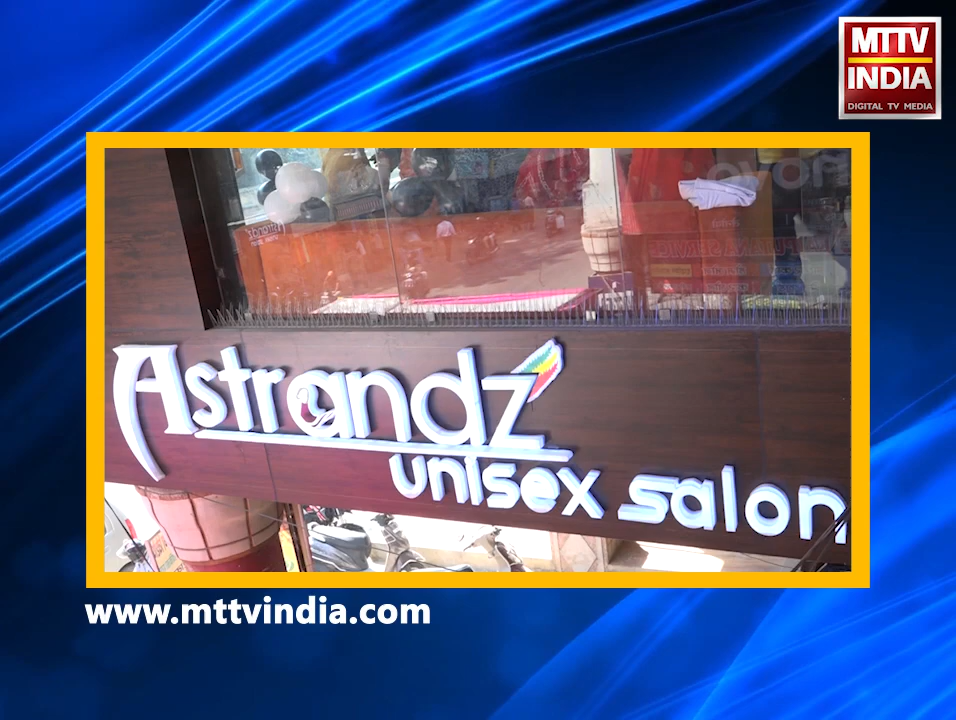 MTTV
INDIA
DIGITAL TV MEDIA
Astrandz
unisex salon
www.mttvindia.com